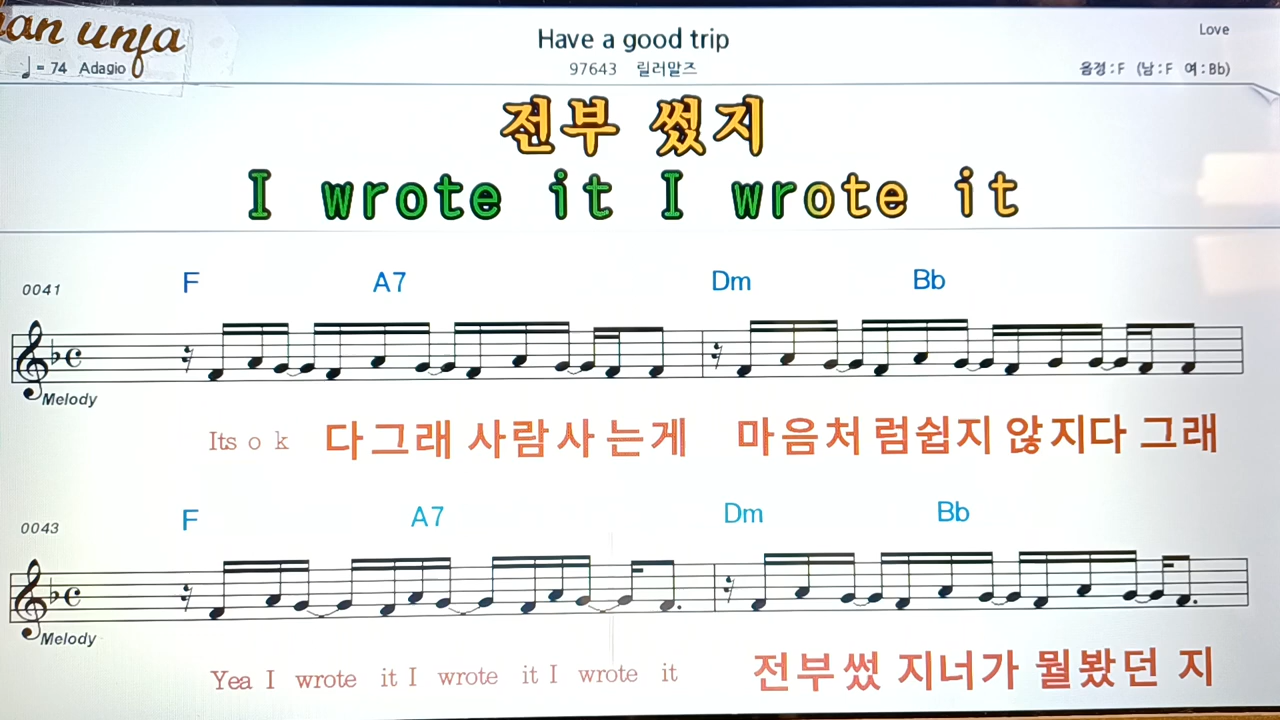 an unfa
Have a good trip
Love
♩ = 74 Adagio
97643 릴러말즈
음정:F (남:F 여:Bb)
전부 썼지
I wrote it I wrote it
0041
F A7 Dm Bb
Melody
Its o k 다그래 사람사 는게 마음처 럼쉽지 않지다 그래
0043
F A7 Dm Bb
Melody
Yea I wrote it I wrote it I wrote it 전부썼 지너가 뭘봤던 지